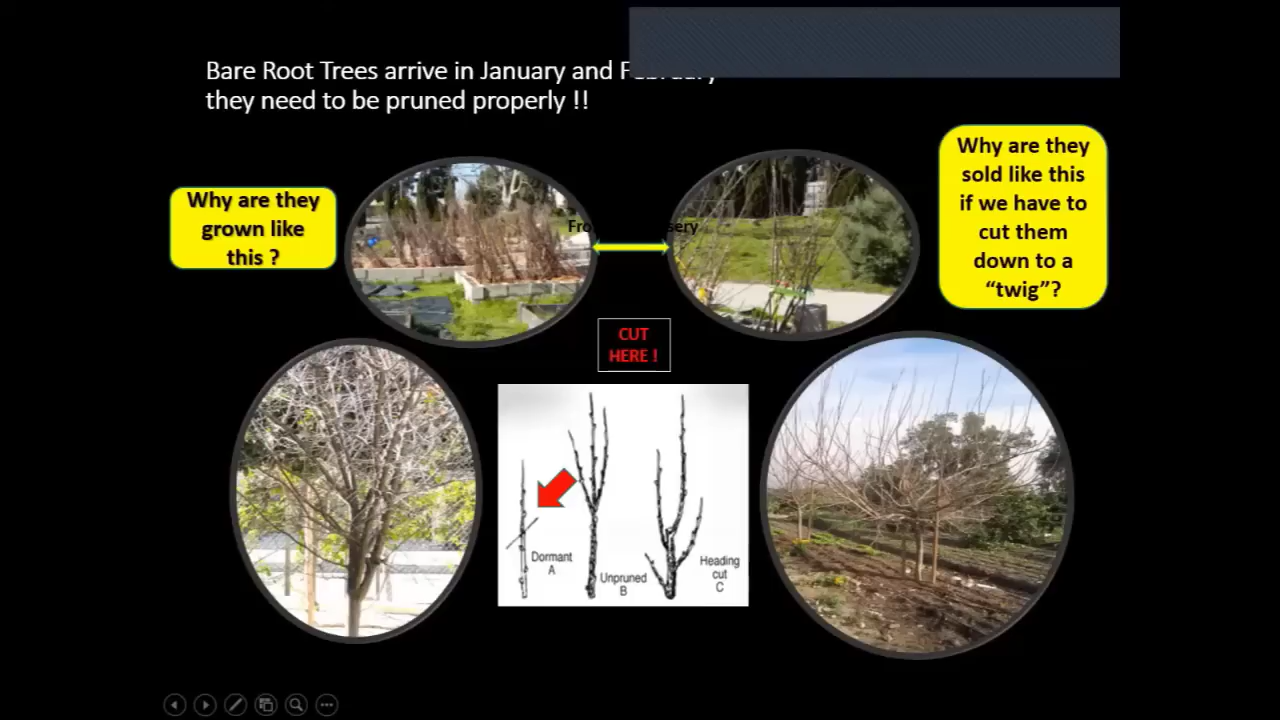 Bare Root Trees arrive in January and
they need to be pruned properly !!
Why are they
grown like
this ?
Why are they
sold like this
if we have to
cut them
down to a
“twig”?
CUT
HERE !
Dormant
A
Unpruned
B
Heading
cut
C